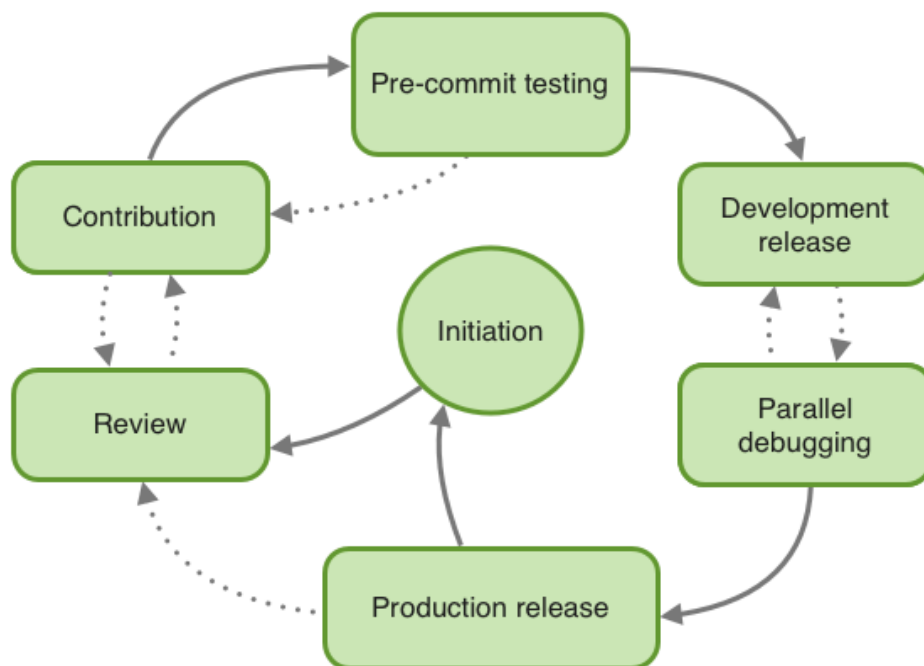 Pre-commit testing
Contribution
Development
release
Initiation
Review
Parallel
debugging
Production release